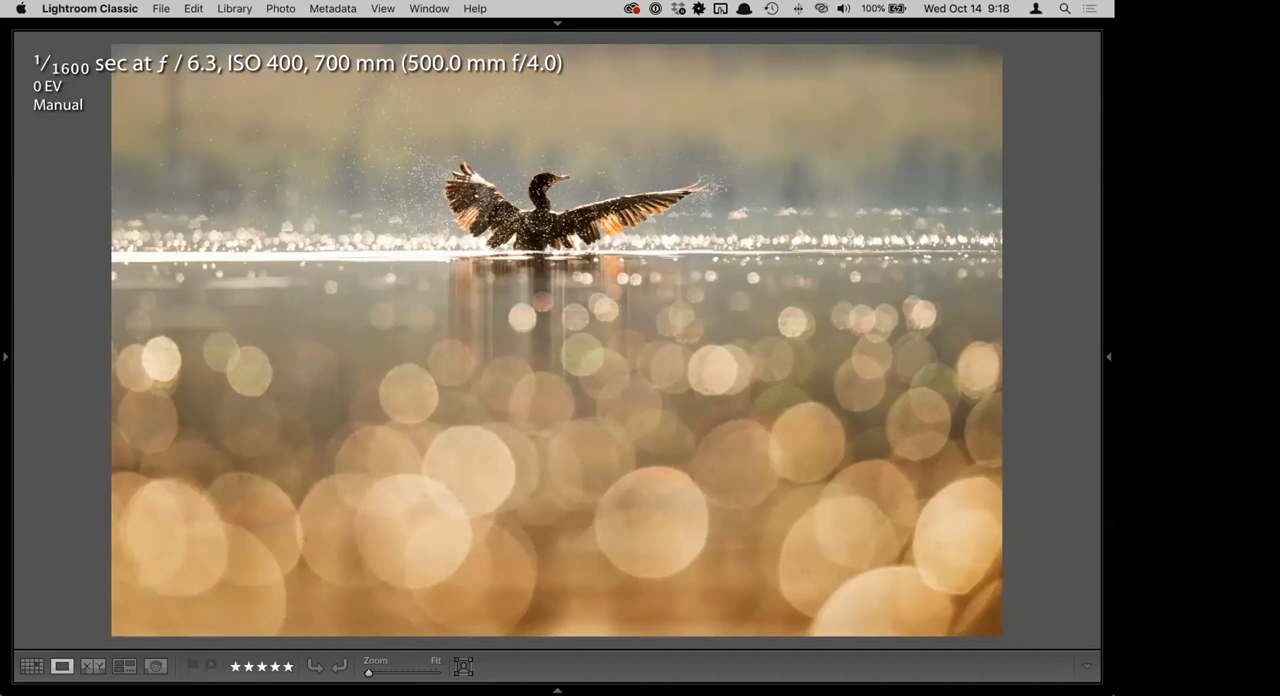 Lightroom Classic File Edit Library Photo Metadata View Window Help 100% Wed Oct 14 9:18
1/1600 sec at ƒ / 6.3, ISO 400, 700 mm (500.0 mm f/4.0)
0 EV
Manual
Zoom Fit